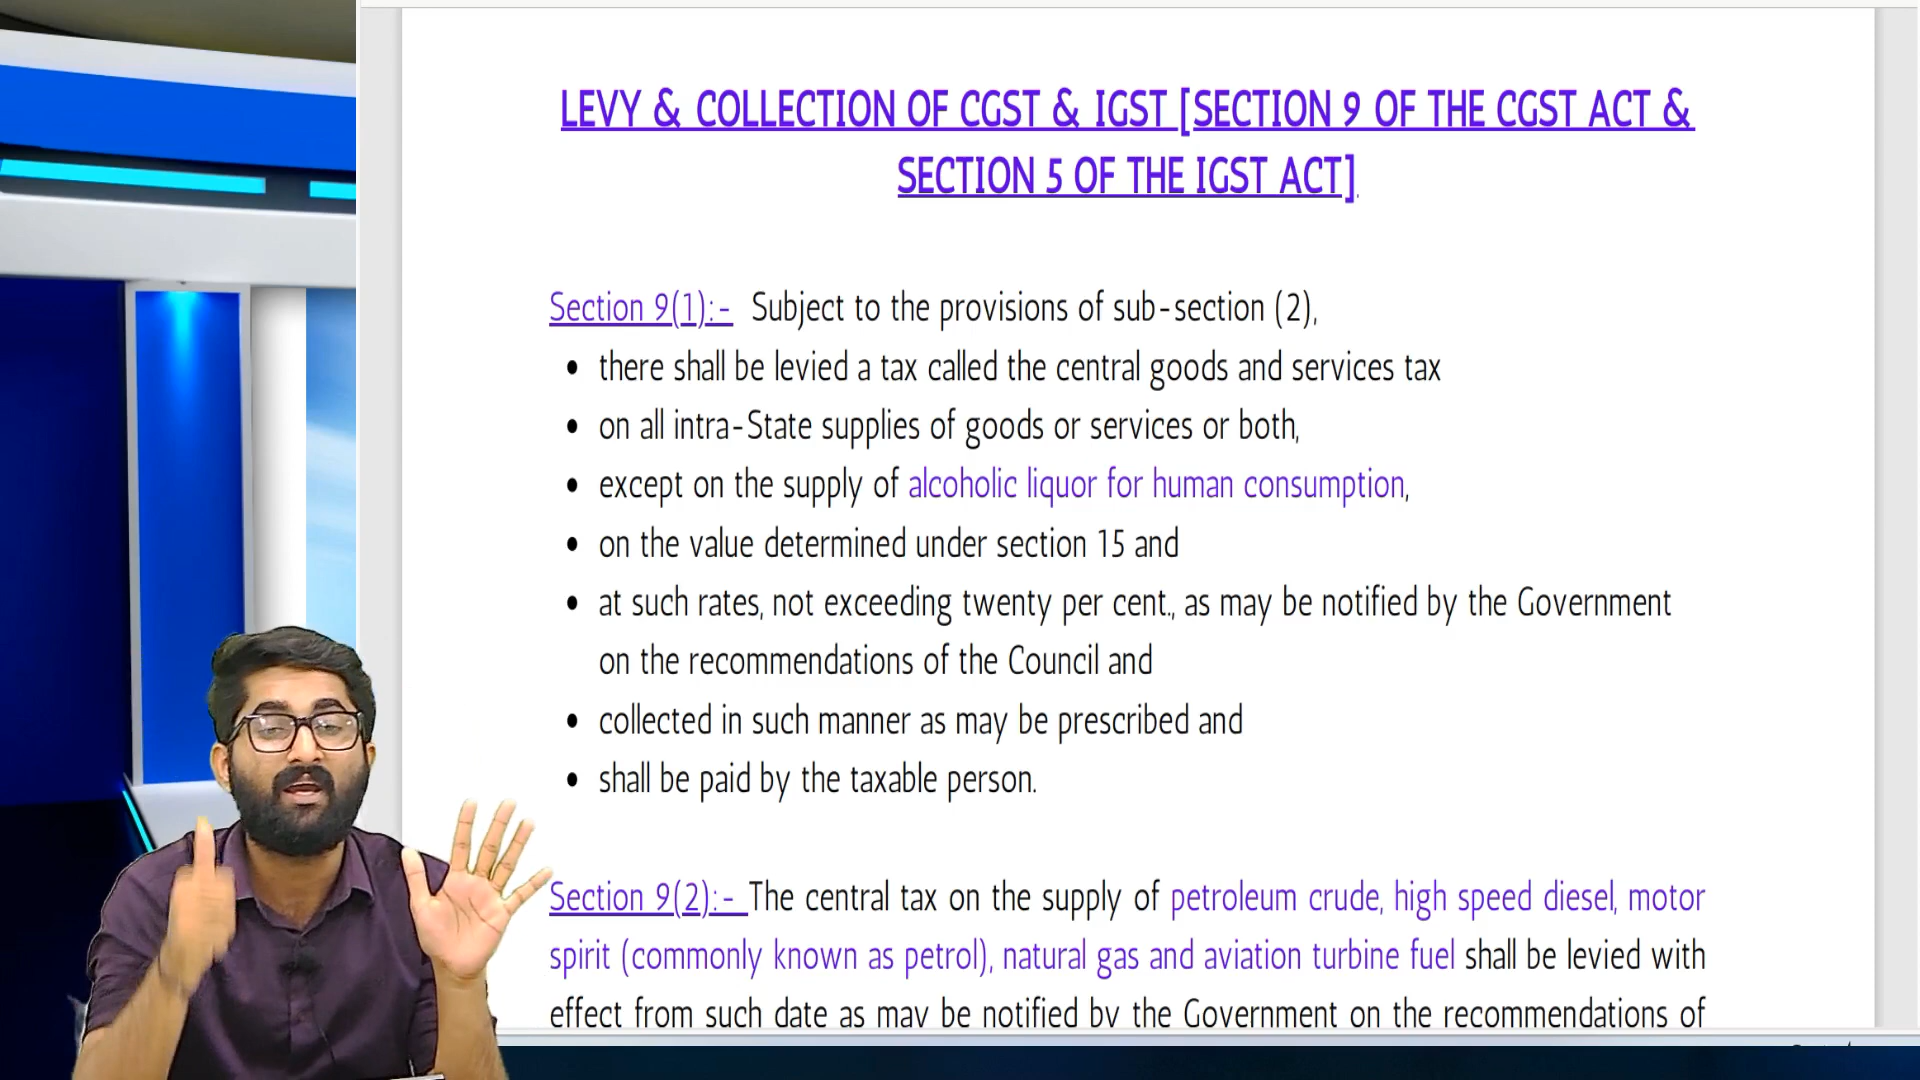 LEVY & COLLECTION OF CGST & IGST [SECTION 9 OF THE CGST ACT &
SECTION 5 OF THE IGST ACT]
Section 9(1):- Subject to the provisions of sub-section (2),
• there shall be levied a tax called the central goods and services tax
• on all intra-State supplies of goods or services or both,
• except on the supply of alcoholic liquor for human consumption,
• on the value determined under section 15 and
• at such rates, not exceeding twenty per cent., as may be notified by the Government
on the recommendations of the Council and
• collected in such manner as may be prescribed and
• shall be paid by the taxable person.
Section 9(2):- The central tax on the supply of petroleum crude, high speed diesel, motor
spirit (commonly known as petrol), natural gas and aviation turbine fuel shall be levied with
effect from such date as may be notified by the Government on the recommendations of